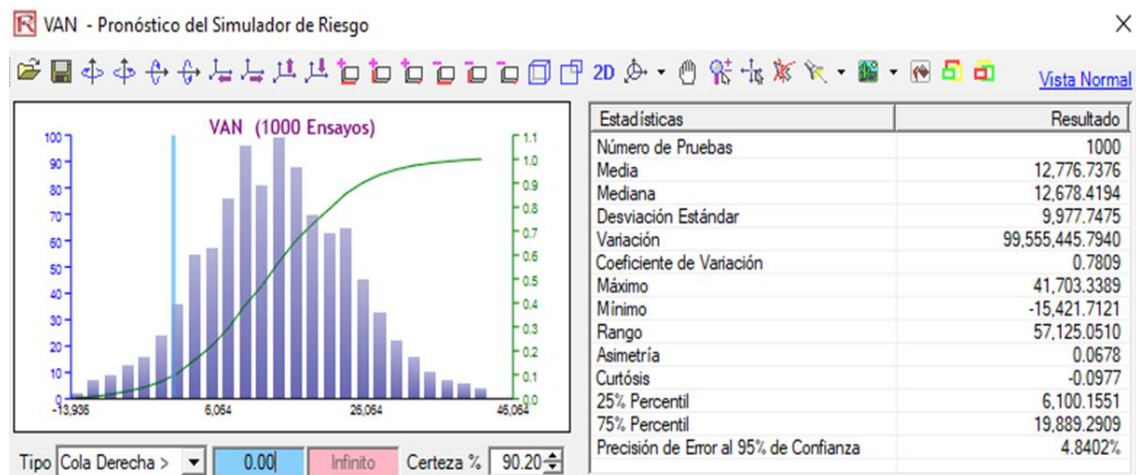 VAN - Pronóstico del Simulador de Riesgo
2D
Vista Normal
VAN (1000 Ensayos)
100
90
80
70
60
50
40
30
20
10
0
1.1
1.0
0.9
0.8
0.7
0.6
0.5
0.4
0.3
0.2
0.1
0.0
-13,936 6,064 26,064 46,064
Tipo Cola Derecha > 0.00 Infinito Certeza % 90.20
Estadísticas Resultado
Número de Pruebas 1000
Media 12,776.7376
Mediana 12,678.4194
Desviación Estándar 9,977.7475
Variación 99,555,445.7940
Coeficiente de Variación 0.7809
Máximo 41,703.3389
Mínimo -15,421.7121
Rango 57,125.0510
Asimetría 0.0678
Curtósis -0.0977
25% Percentil 6,100.1551
75% Percentil 19,889.2909
Precisión de Error al 95% de Confianza 4.8402%